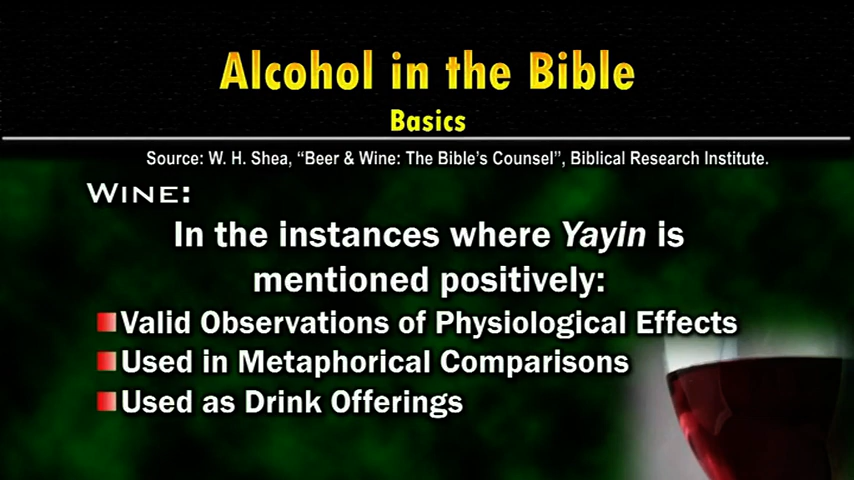 Alcohol in the Bible
Basics
Source: W. H. Shea, “Beer & Wine: The Bible’s Counsel”, Biblical Research Institute.
WINE:
In the instances where Yayin is
mentioned positively:
Valid Observations of Physiological Effects
Used in Metaphorical Comparisons
Used as Drink Offerings